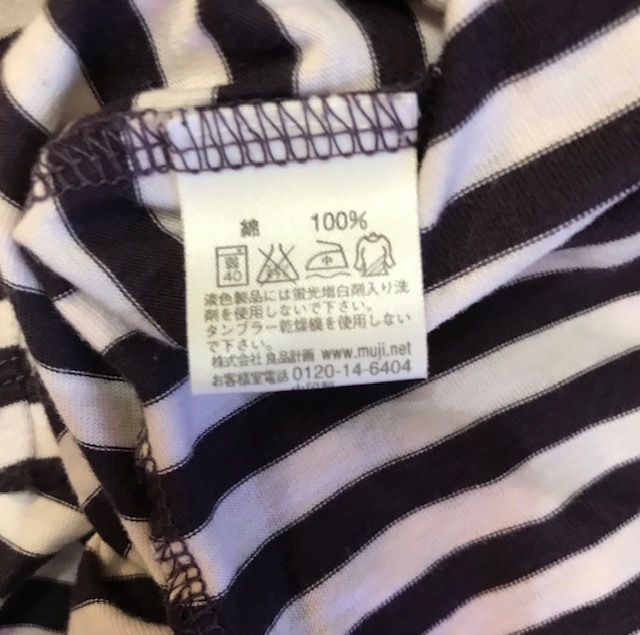 綿 100%
弱 40 中
濃色製品には蛍光増白剤入り洗
剤を使用しないで下さい。
タンブラー乾燥機を使用しない
で下さい。
株式会社 良品計画 www.muji.net
お客様室電話 0120-14-6404